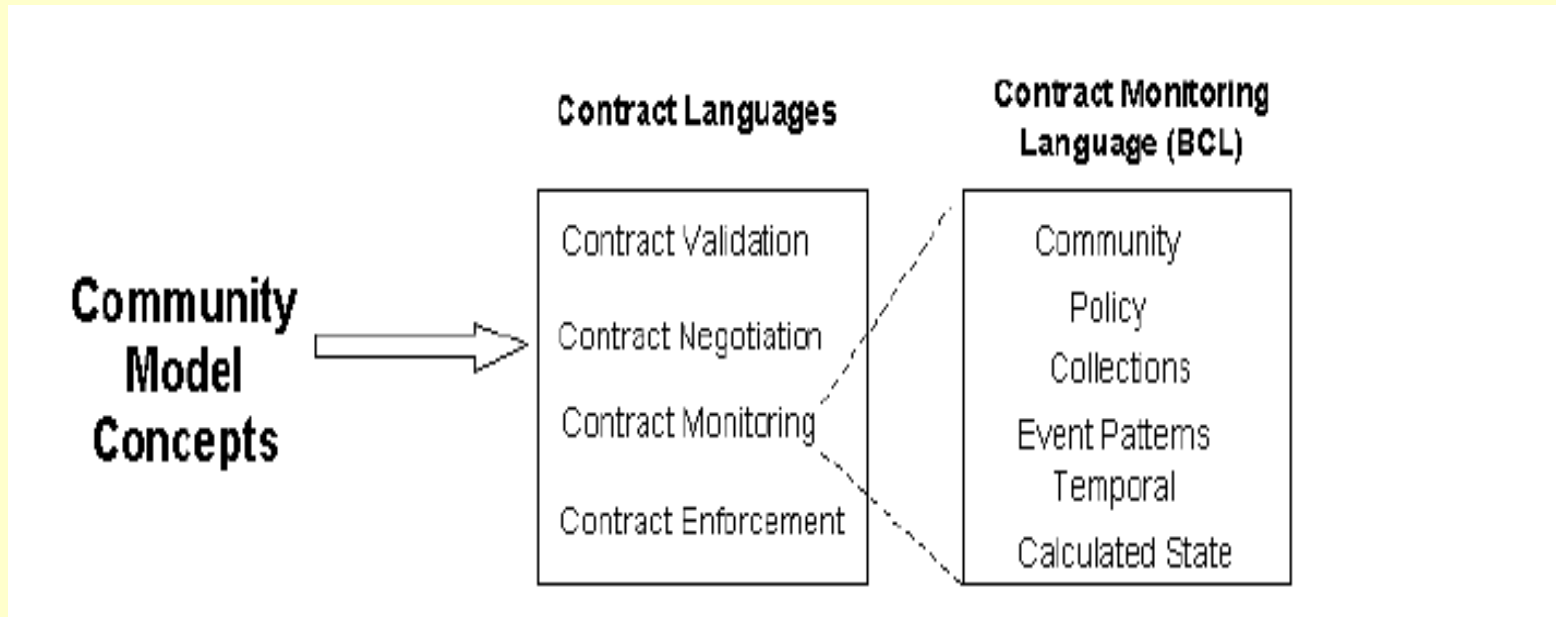 Community
Model
Concepts
Contract Languages
Contract Validation
Contract Negotiation
Contract Monitoring
Contract Enforcement
Contract Monitoring
Language (BCL)
Community
Policy
Collections
Event Patterns
Temporal
Calculated State